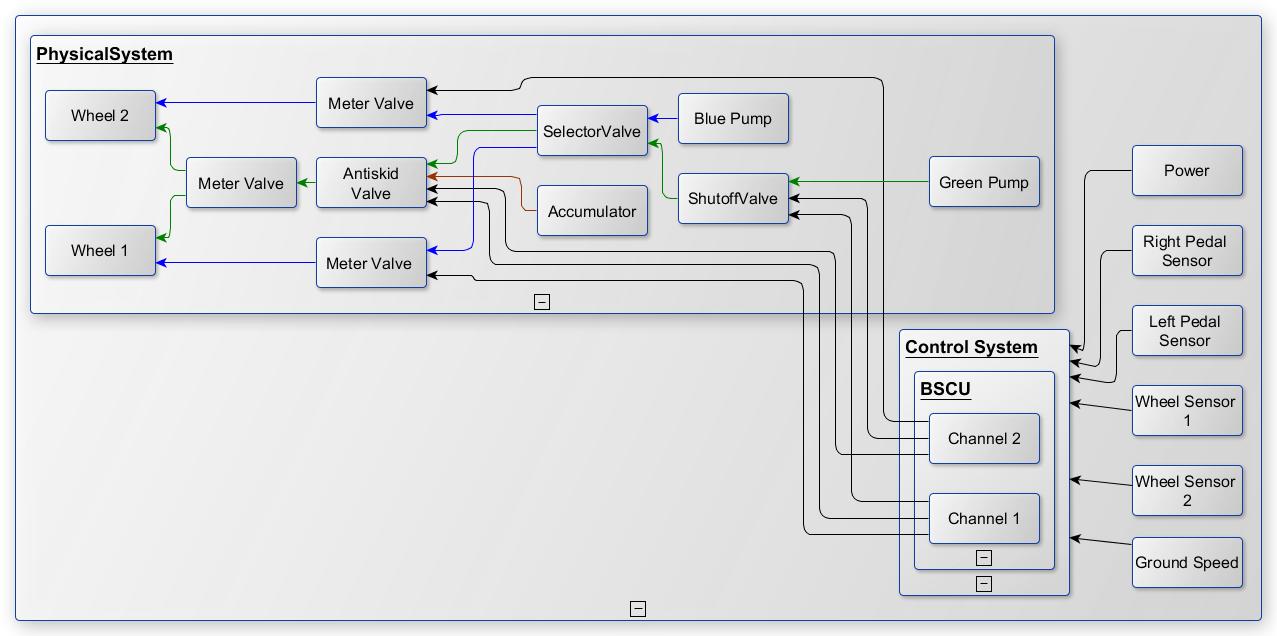 PhysicalSystem
Wheel 2
Meter Valve
SelectorValve
Blue Pump
Meter Valve
Antiskid
Valve
Accumulator
ShutoffValve
Green Pump
Wheel 1
Meter Valve
Power
Right Pedal
Sensor
Left Pedal
Sensor
Wheel Sensor
1
Wheel Sensor
2
Ground Speed
Control System
BSCU
Channel 2
Channel 1